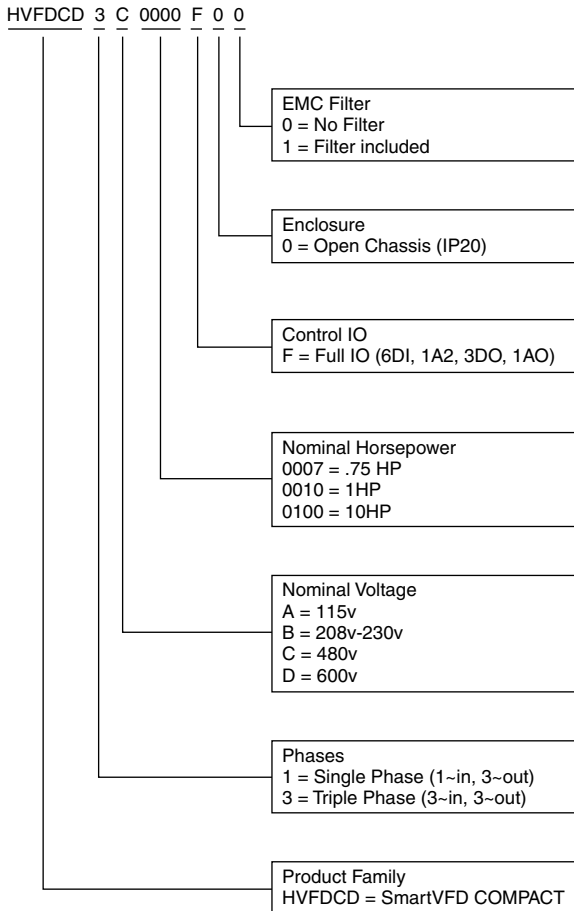 HVFDCD 3 C 0000 F 0 0
EMC Filter
0 = No Filter
1 = Filter included
Enclosure
0 = Open Chassis (IP20)
Control IO
F = Full IO (6DI, 1A2, 3DO, 1AO)
Nominal Horsepower
0007 = .75 HP
0010 = 1HP
0100 = 10HP
Nominal Voltage
A = 115v
B = 208v-230v
C = 480v
D = 600v
Phases
1 = Single Phase (1~in, 3~out)
3 = Triple Phase (3~in, 3~out)
Product Family
HVFDCD = SmartVFD COMPACT